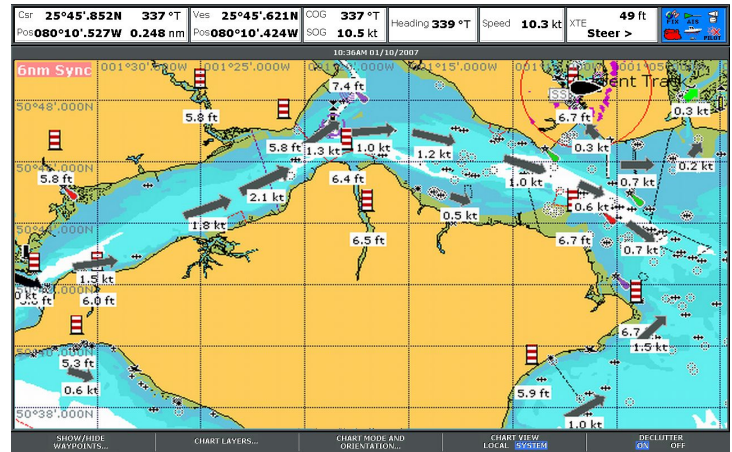 Csr 25°45'.852N 337 °T
Pos 080°10'.527W 0.248 nm
Ves 25°45'.621N
Pos 080°10'.424W
COG 337 °T
SOG 10.5 kt
Heading 339 °T
Speed 10.3 kt
XTE 49 ft
Steer >
FIX AIS
PILOT
10:36AM 01/10/2007
6nm Sync
001°30'.000W 001°25'.000W 001°15'.000W
7.4 ft
50°48'.000N
5.8 ft
SS
6.7 ft
0.3 kt
5.8 ft 1.3 kt 1.0 kt
1.2 kt
0.3 kt
0.2 kt
5.8 ft
6.4 ft
1.0 kt
0.7 kt
2.1 kt
0.6 kt
1.8 kt
0.5 kt
6.5 ft
6.7 ft
0.7 kt
1.5 kt
6.0 ft
6.7
1.5 kt
5.3 ft
0.6 kt
5.9 ft
50°38'.000N
1.0 kt
SHOW/HIDE
WAYPOINTS...
CHART LAYERS...
CHART MODE AND
ORIENTATION...
CHART VIEW
LOCAL SYSTEM
DECLUTTER
ON OFF